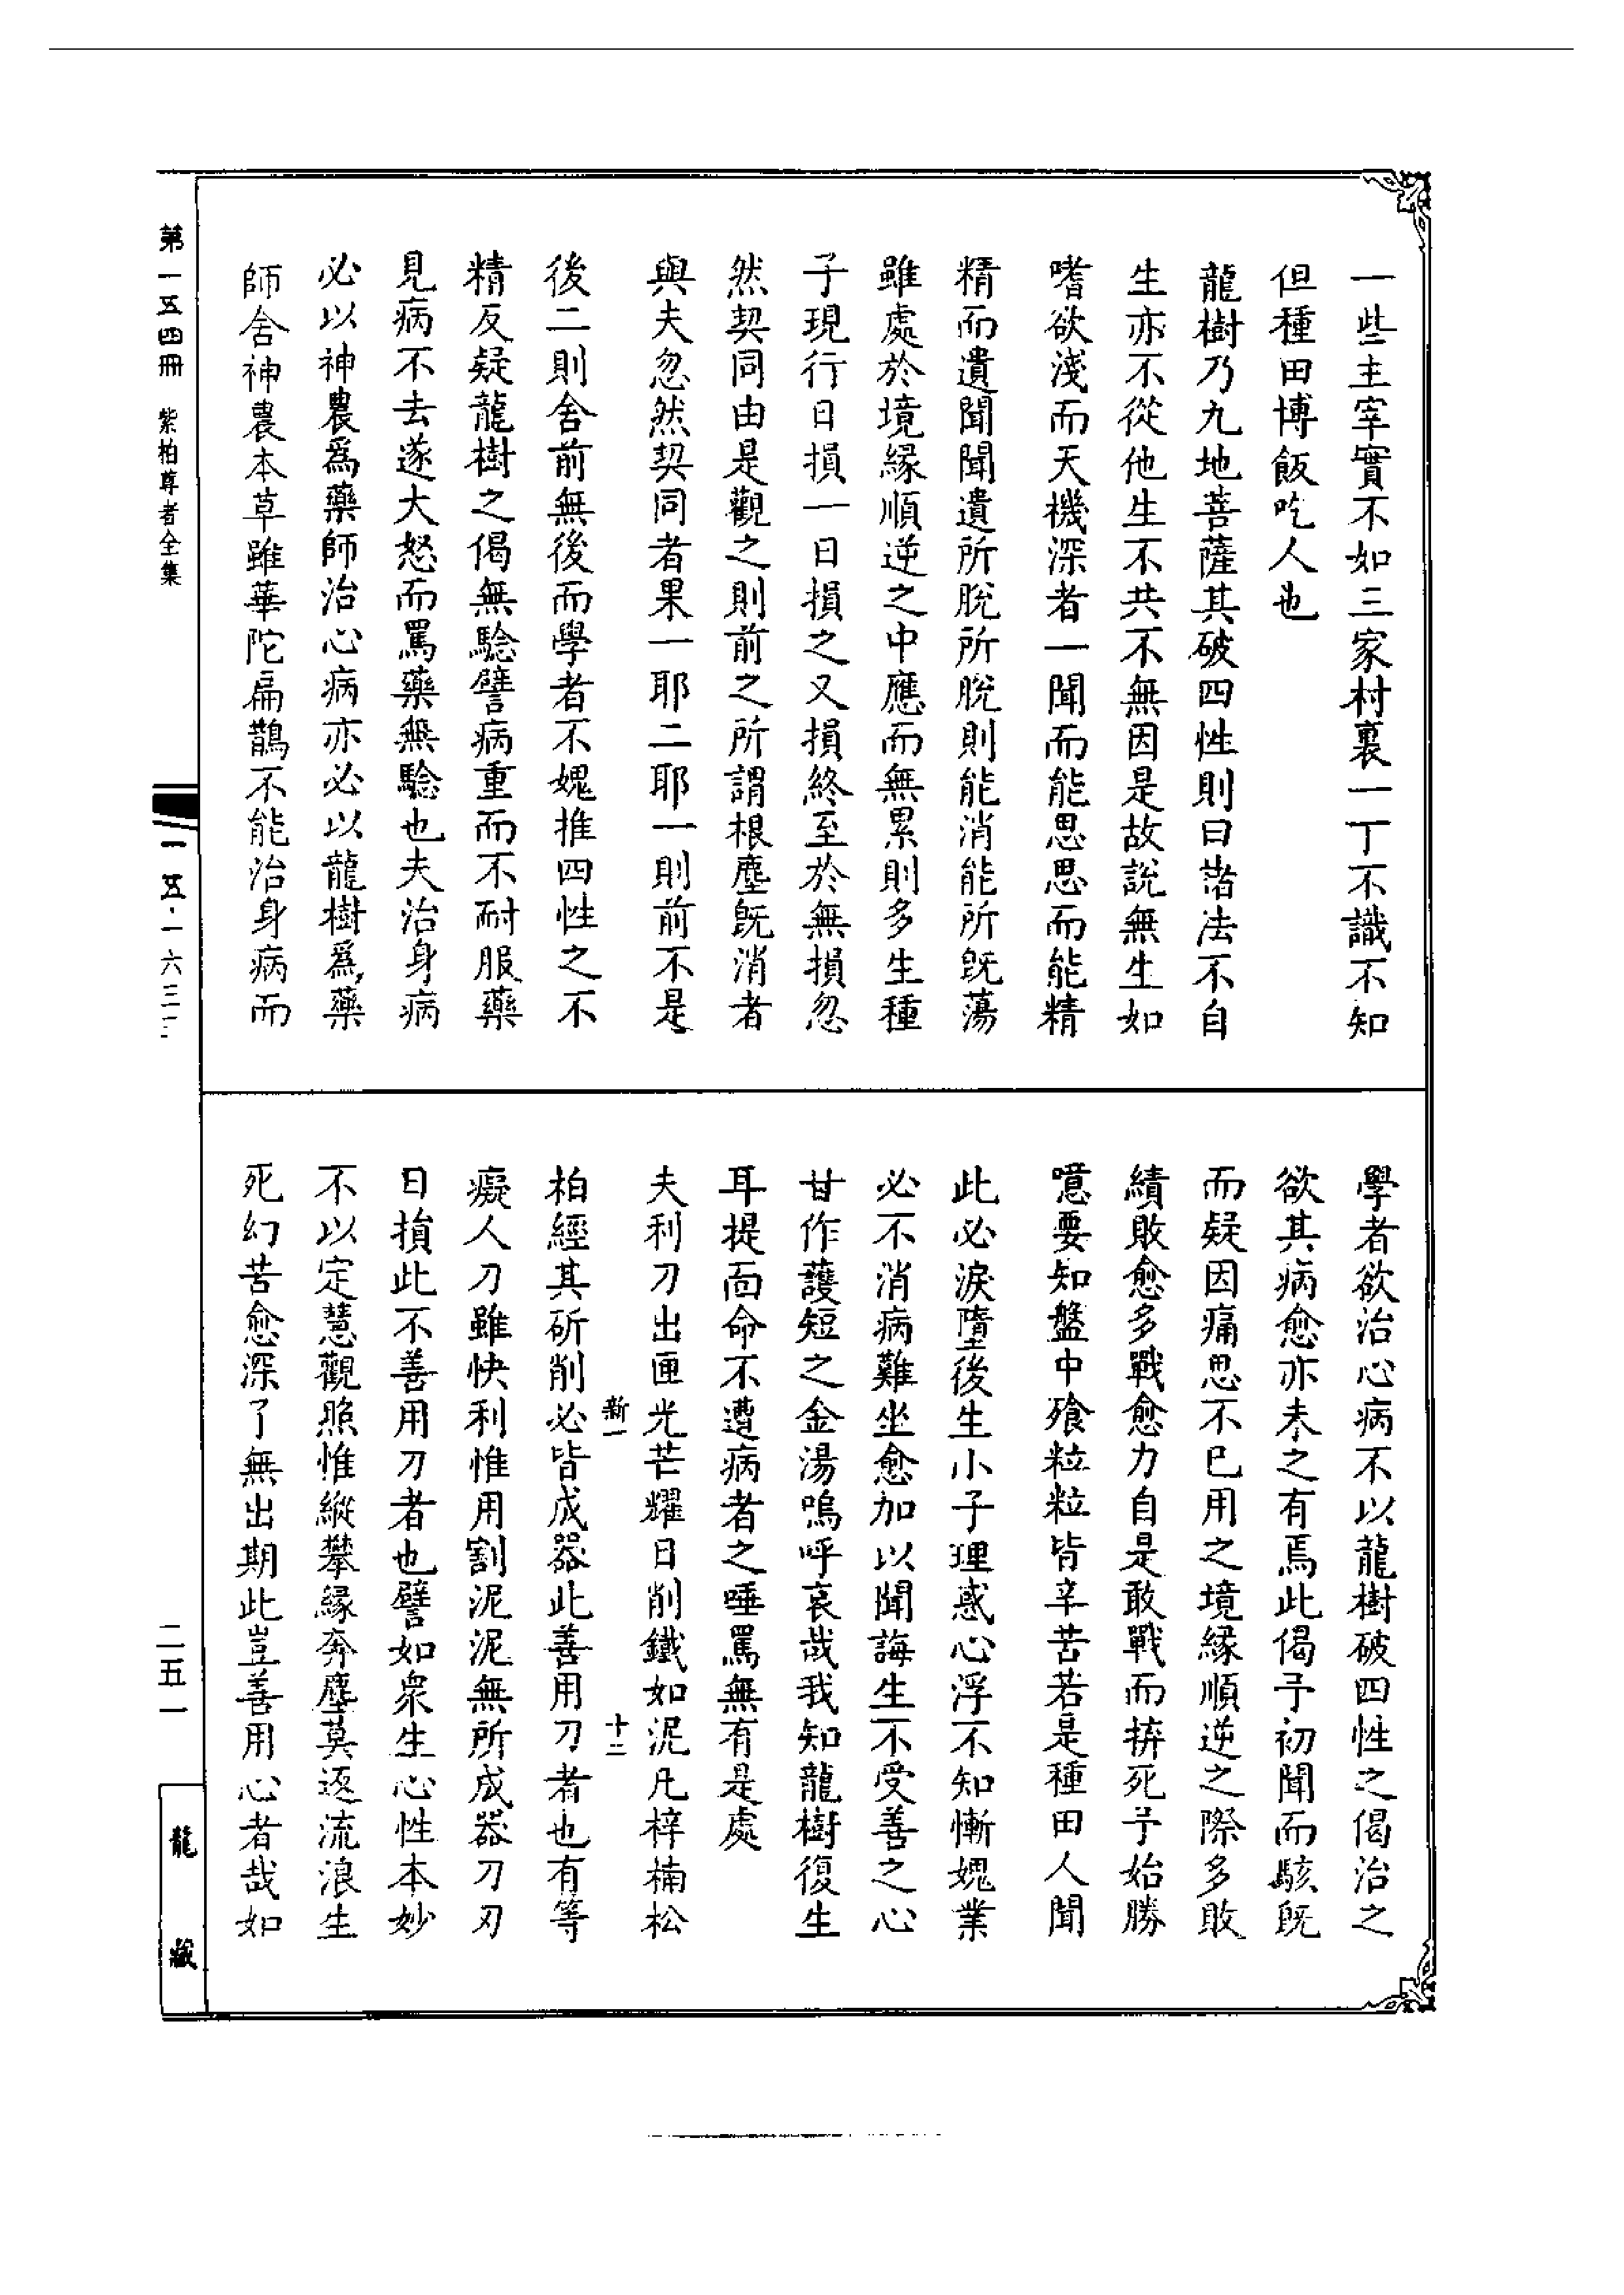 一些主宰實不如三家村裏一丁不識不知
但種田博飯吃人也
龍樹乃九地菩薩其破四性則曰諸法不自
生亦不從他生不共不無因是故說無生如
嗜欲淺而天機深者一聞而能思思而能精
精而遺聞聞遺所脫所脫則能消能所既蕩
雖處於境緣順逆之中應而無累則多生種
子現行日損一日損之又損終至於無損忽
然契同由是觀之則前之所謂根塵既消者
與夫忽然契同者果一耶二耶一則前不是
後二則舍前無後而學者不媿推四性之不
精反疑龍樹之偈無驗譬病重而不耐服藥
見病不去遂大怒而罵藥無驗也夫治身病
必以神農爲藥師治心病亦必以龍樹爲藥
師舍神農本草雖華陀扁鵲不能治身病而
學者欲治心病不以龍樹破四性之偈治之
欲其病愈亦未之有焉此偈予初聞而駭既
而疑因痛思不已用之境緣順逆之際多敗
績敗愈多戰愈力自是敢戰而拚死予始勝
噫要知盤中飱粒粒皆辛苦若是種田人聞
此必淚墮後生小子理惑心浮不知慚媿業
必不消病難坐愈加以聞誨生不受善之心
甘作護短之金湯嗚呼哀哉我知龍樹復生
耳提面命不遭病者之唾罵無有是處
夫利刀出匣光芒耀日削鐵如泥凡梓楠松
新一 十二
柏經其斫削必皆成器此善用刀者也有等
癡人刀雖快利惟用割泥泥無所成器刀刃
日損此不善用刀者也譬如衆生心性本妙
不以定慧觀照惟縱攀緣奔塵莫返流浪生
死幻苦愈深了無出期此豈善用心者哉如
第一五四冊 紫柏尊者全集
一五·一六三
二五一
龍藏